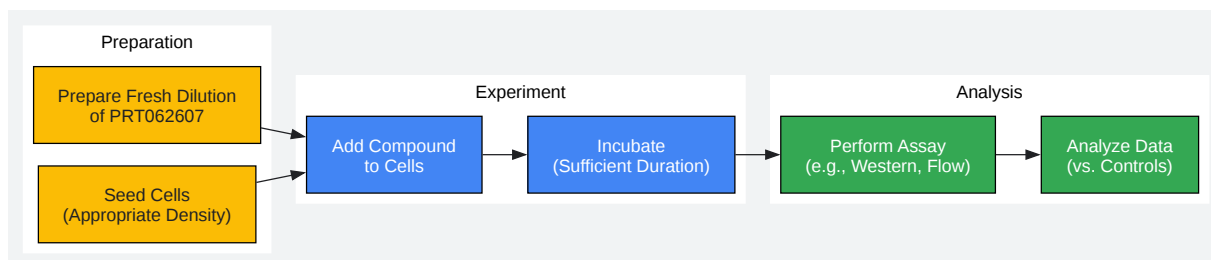 Preparation
Prepare Fresh Dilution
of PRT062607
Seed Cells
(Appropriate Density)
Experiment
Add Compound
to Cells
Incubate
(Sufficient Duration)
Analysis
Perform Assay
(e.g., Western, Flow)
Analyze Data
(vs. Controls)